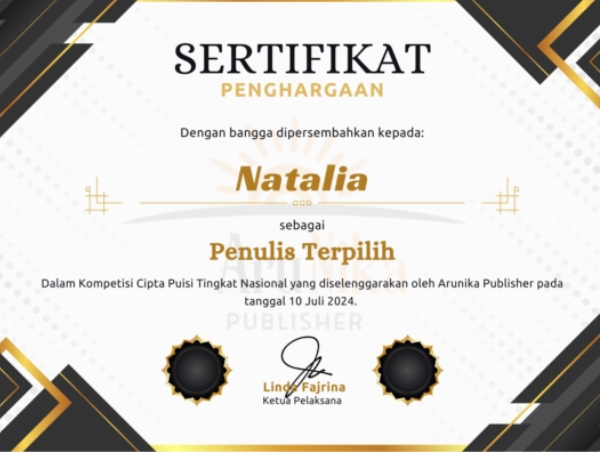 SERTIFIKAT
PENGHARGAAN
Dengan bangga dipersembahkan kepada:
Natalia
sebagai
Penulis Terpilih
Dalam Kompetisi Cipta Puisi Tingkat Nasional yang diselenggarakan oleh Arunika Publisher pada
tanggal 10 Juli 2024.
ArunIka
PUBLISHER
Linda Fajrina
Ketua Pelaksana